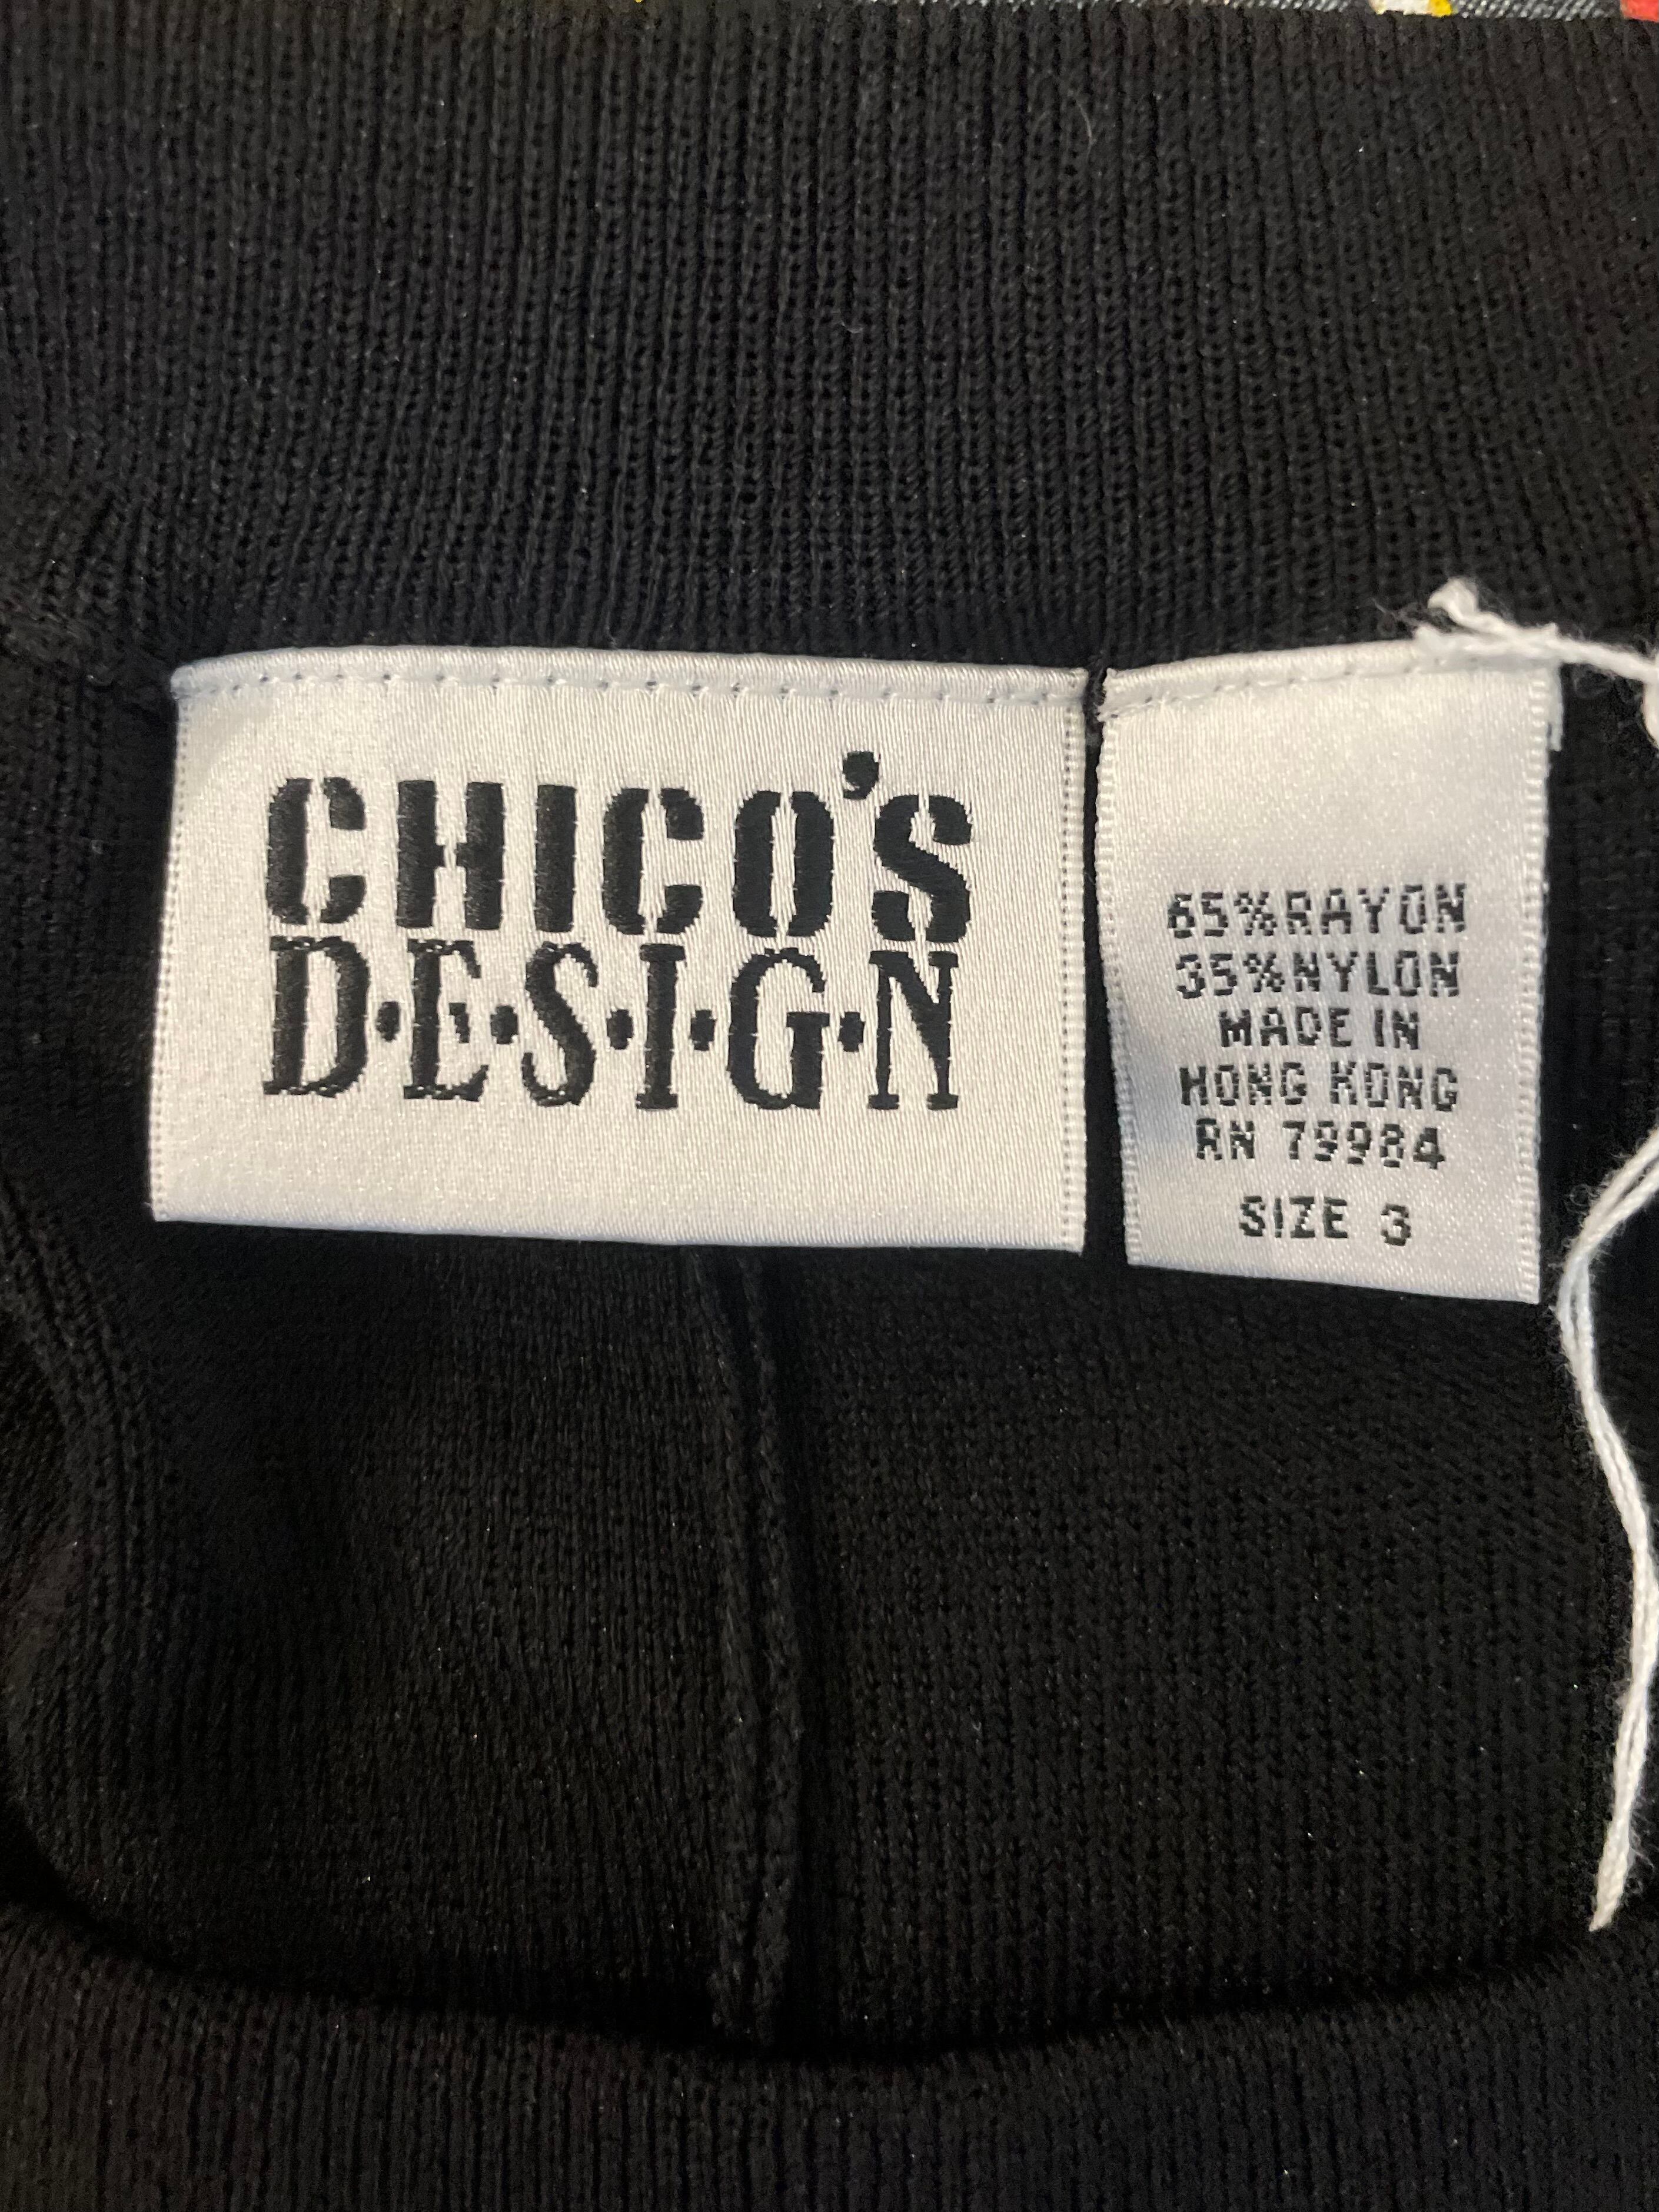 CHICO'S
D·E·S·I·G·N
65%RAYON
35%NYLON
MADE IN
HONG KONG
RN 79984
SIZE 3